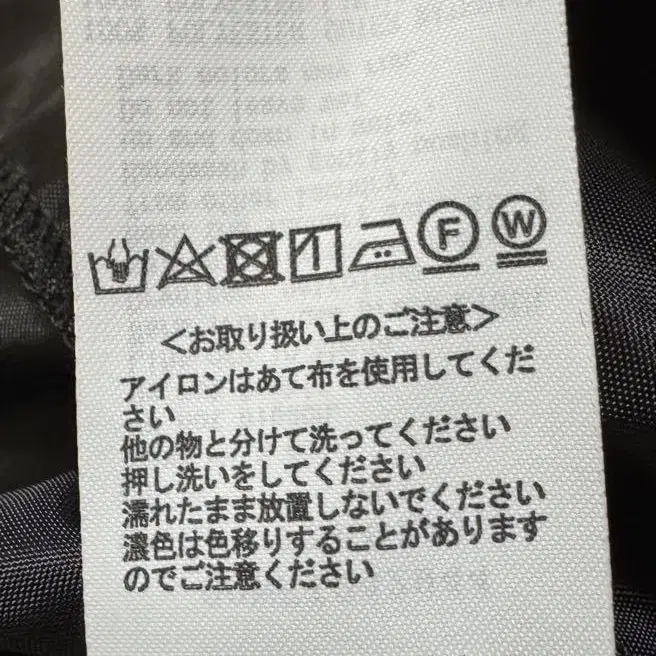 F W
<お取り扱い上のご注意>
アイロンはあて布を使用してくだ
さい
他の物と分けて洗ってください
押し洗いをしてください
濡れたまま放置しないでください
濃色は色移りすることがあります
のでご注意ください